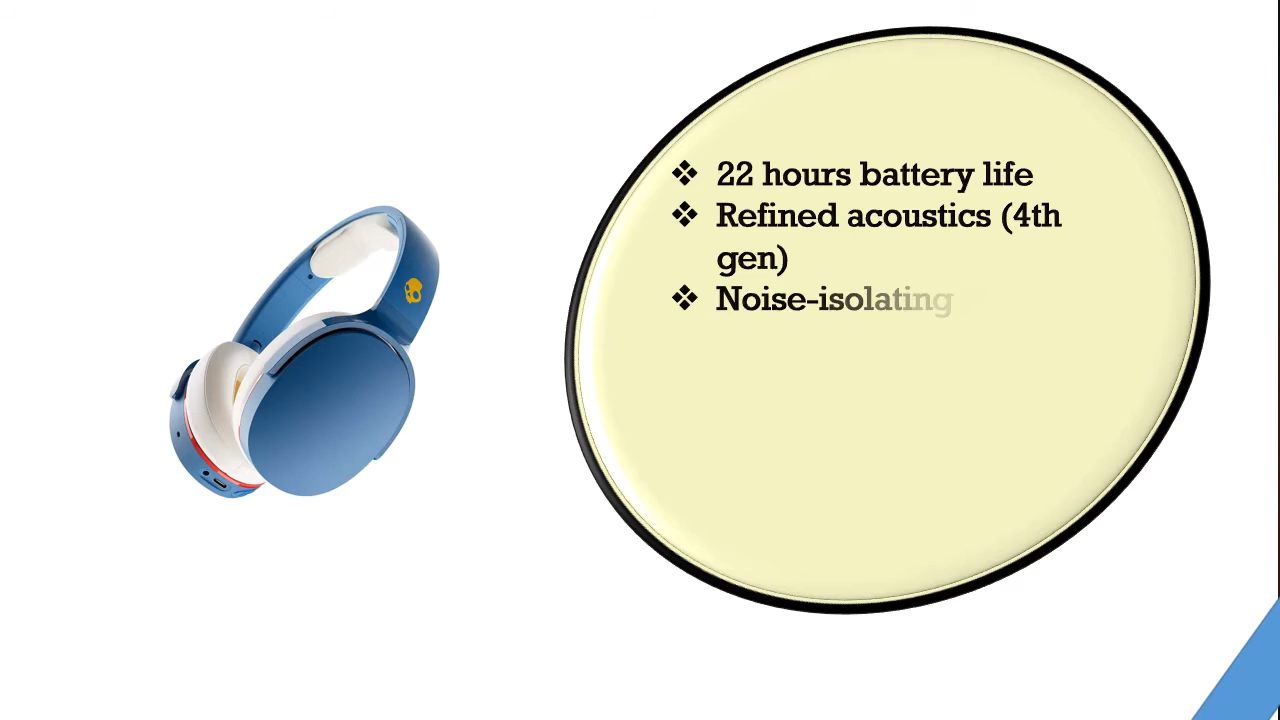 ❖ 22 hours battery life
❖ Refined acoustics (4th
gen)
❖ Noise-isolating